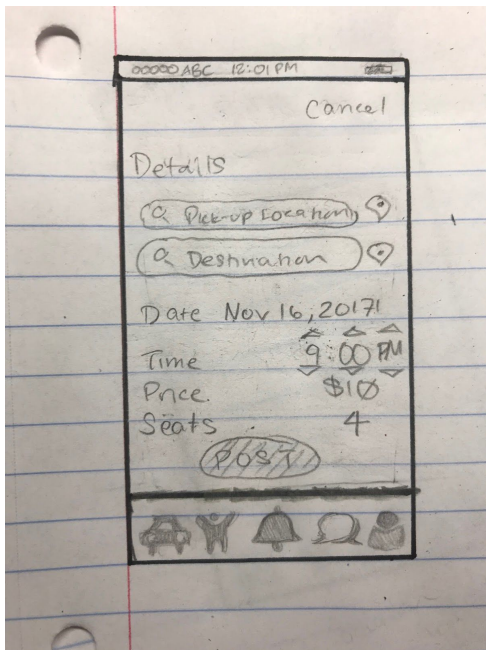 00000 ABC 12:01 PM
Cancel
Details
Pick-up Location
Destination
Date Nov 16, 2017
Time 9:00 PM
Price $10
Seats 4
POST